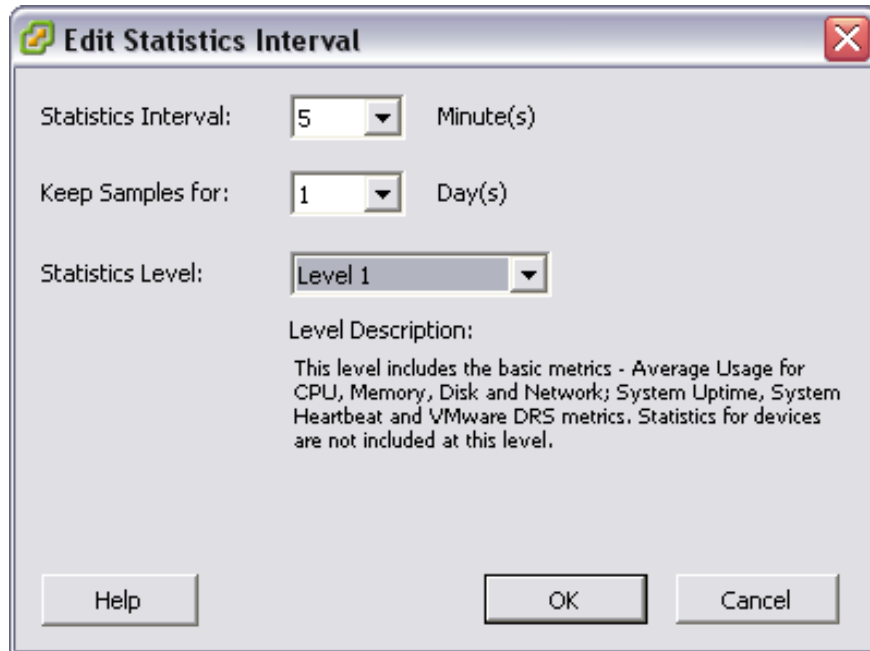 Edit Statistics Interval
Statistics Interval: 5 Minute(s)
Keep Samples for: 1 Day(s)
Statistics Level: Level 1
Level Description:
This level includes the basic metrics - Average Usage for
CPU, Memory, Disk and Network; System Uptime, System
Heartbeat and VMware DRS metrics. Statistics for devices
are not included at this level.
Help OK Cancel